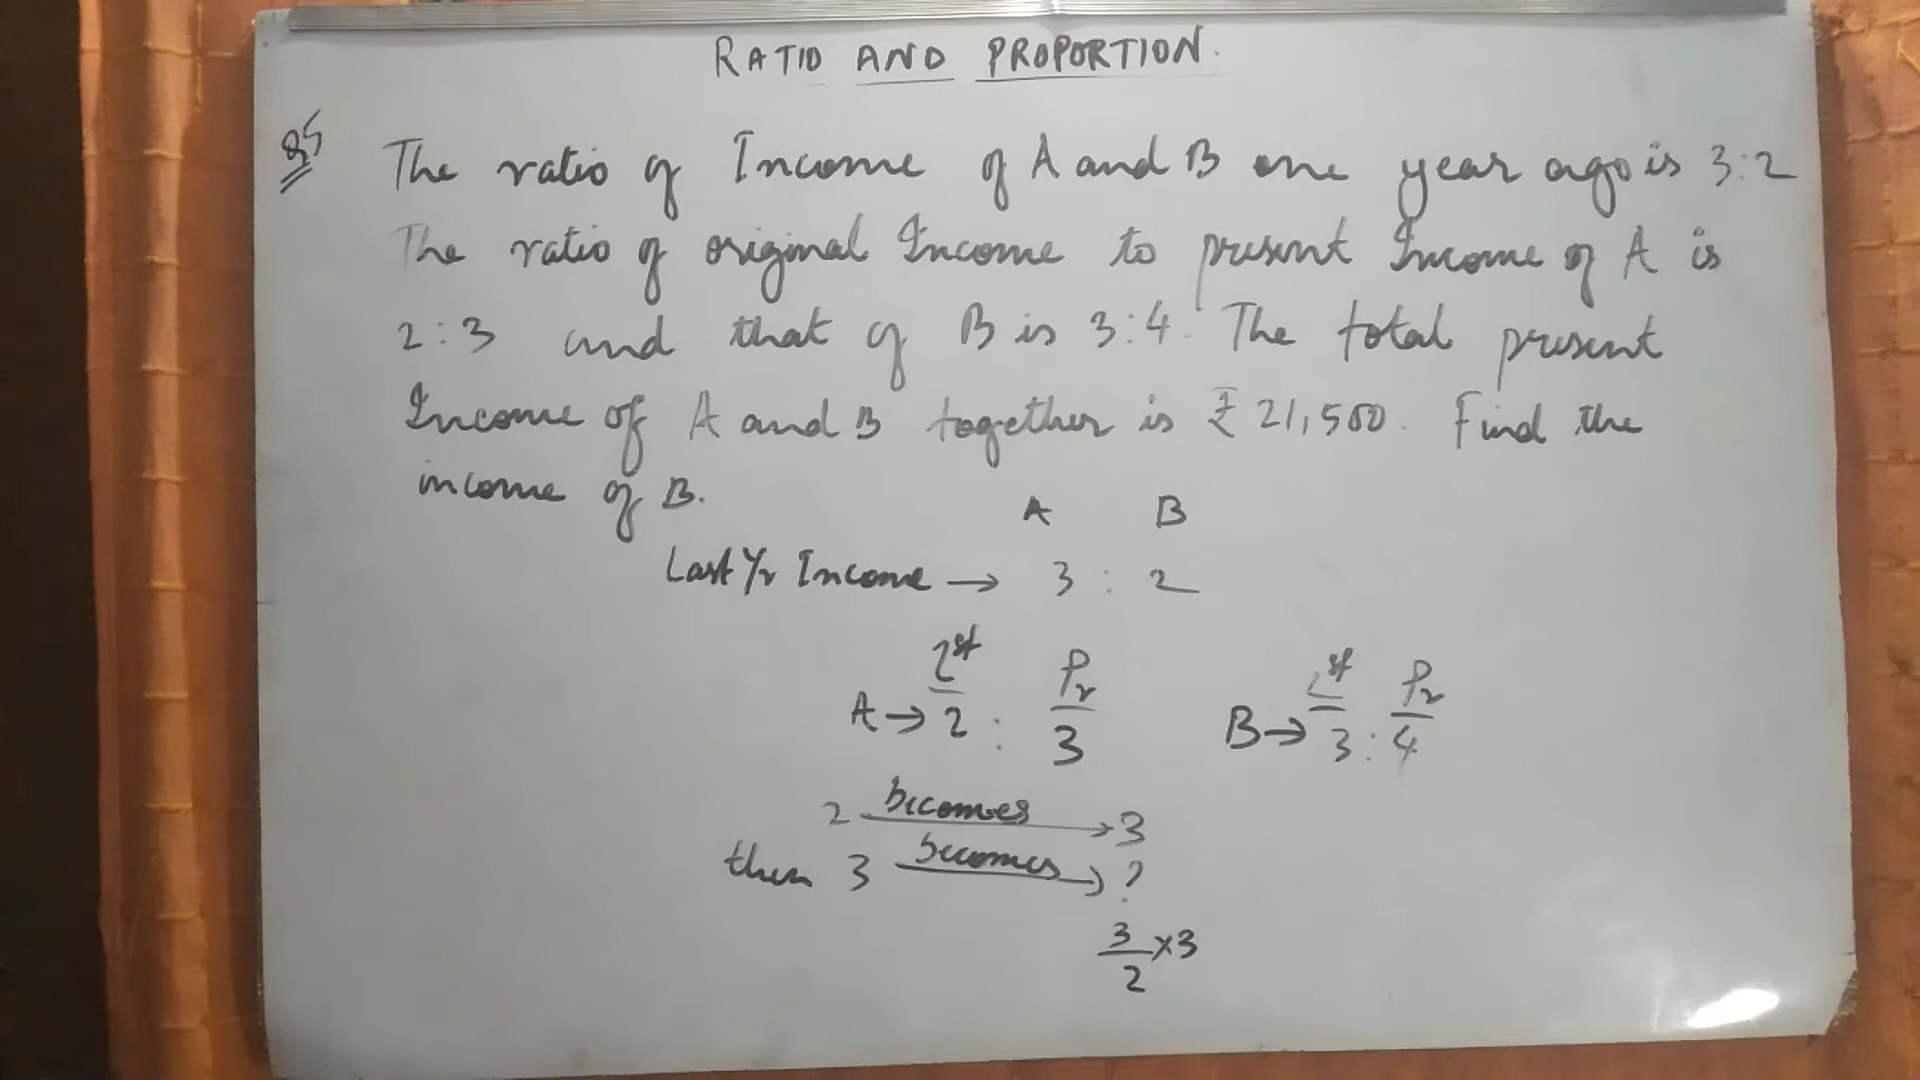 RATIO AND PROPORTION.
Q5 The ratio of Income of A and B one year ago is 3:2
The ratio of original Income to present Income of A is
2:3 and that of B is 3:4. The total present
Income of A and B together is ₹ 21,500. Find the
income of B.
A B
Last Yr Income → 3 : 2
Lst Pr Lst Pr
A → 2 : 3 B → 3 : 4
2 becomes → 3
then 3 becomes → ?
3/2 × 3